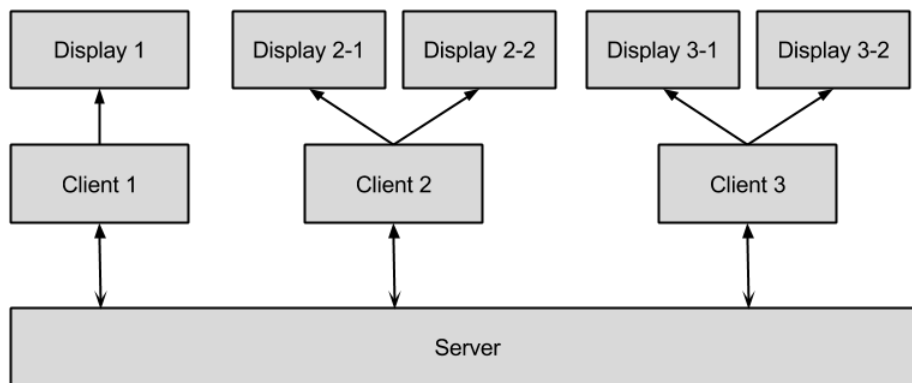 Display 1
Display 2-1
Display 2-2
Display 3-1
Display 3-2
Client 1
Client 2
Client 3
Server